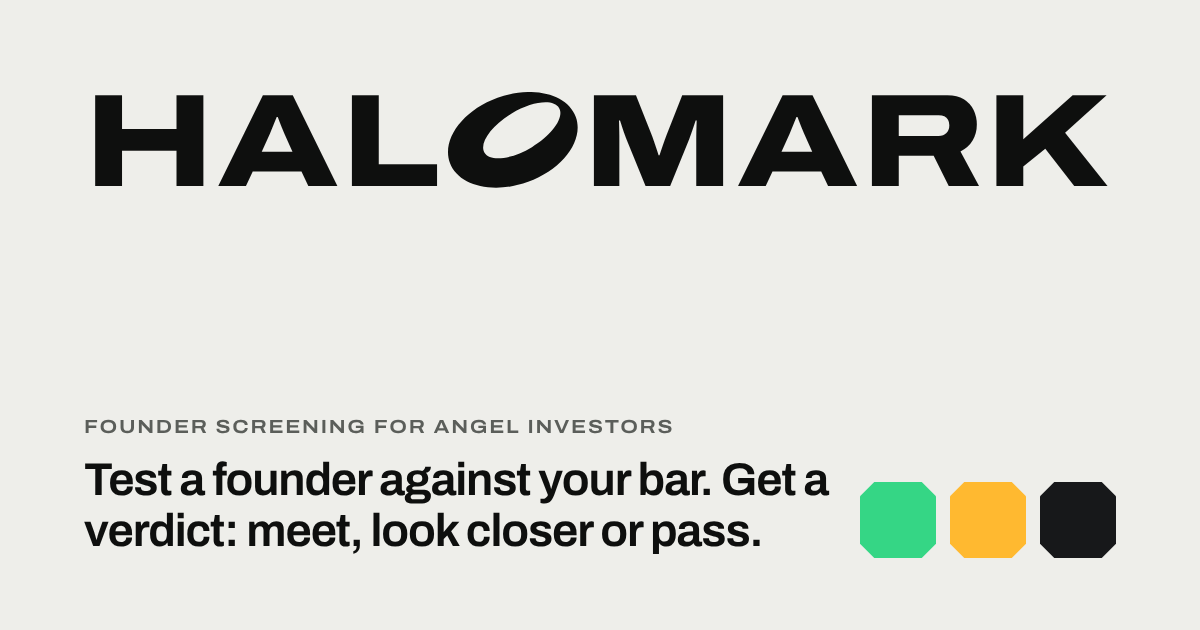 HALOMARK
FOUNDER SCREENING FOR ANGEL INVESTORS
Test a founder against your bar. Get a
verdict: meet, look closer or pass.